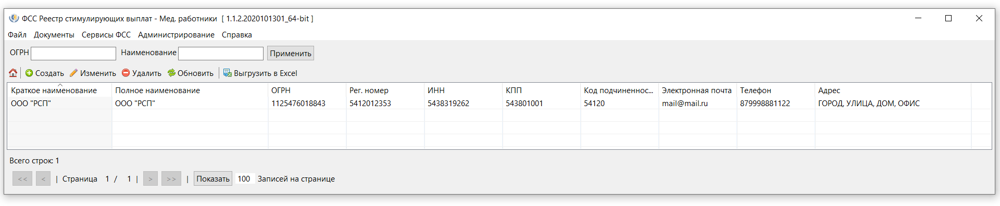 ФСС Реестр стимулирующих выплат - Мед. работники [ 1.1.2.2020101301_64-bit ]
Файл Документы Сервисы ФСС Администрирование Справка
ОГРН Наименование Применить
Создать Изменить Удалить Обновить Выгрузить в Excel
Краткое наименование Полное наименование ОГРН Рег. номер ИНН КПП Код подчиненнос... Электронная почта Телефон Адрес
ООО "РСП" ООО "РСП" 1125476018843 5412012353 5438319262 543801001 54120 mail@mail.ru 879998881122 ГОРОД, УЛИЦА, ДОМ, ОФИС
Всего строк: 1
<< < | Страница 1 / 1 | > >> | Показать 100 Записей на странице